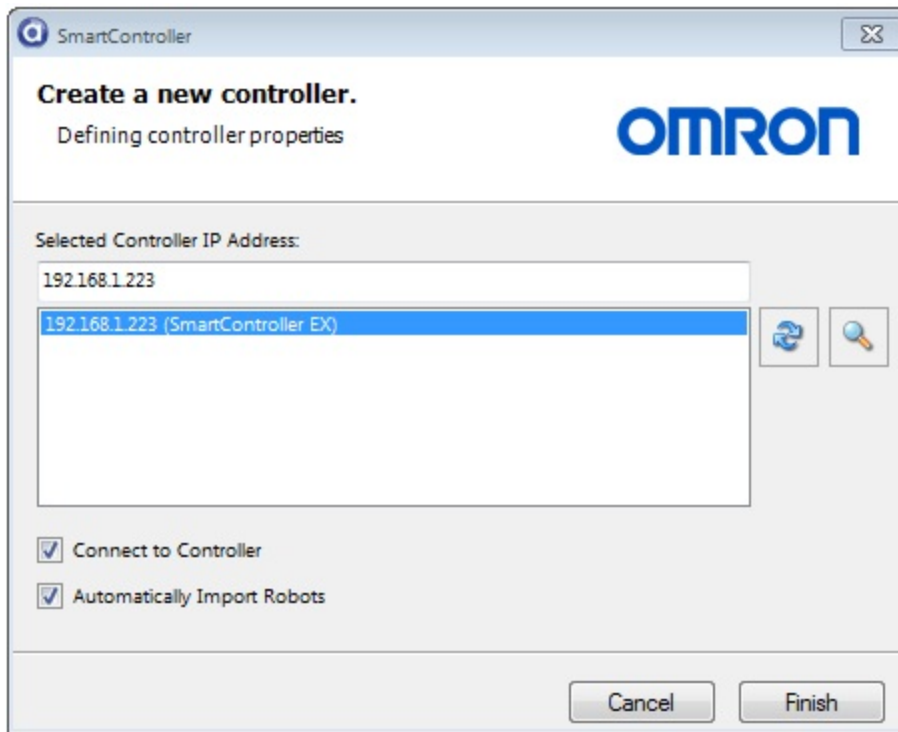 SmartController
Create a new controller.
Defining controller properties
OMRON
Selected Controller IP Address:
192.168.1.223
192.168.1.223 (SmartController EX)
Connect to Controller
Automatically Import Robots
Cancel
Finish